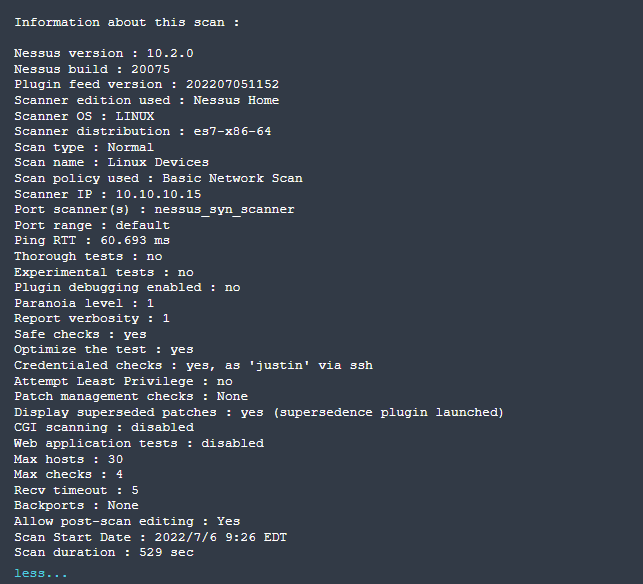 Information about this scan :
Nessus version : 10.2.0
Nessus build : 20075
Plugin feed version : 202207051152
Scanner edition used : Nessus Home
Scanner OS : LINUX
Scanner distribution : es7-x86-64
Scan type : Normal
Scan name : Linux Devices
Scan policy used : Basic Network Scan
Scanner IP : 10.10.10.15
Port scanner(s) : nessus_syn_scanner
Port range : default
Ping RTT : 60.693 ms
Thorough tests : no
Experimental tests : no
Plugin debugging enabled : no
Paranoia level : 1
Report verbosity : 1
Safe checks : yes
Optimize the test : yes
Credentialed checks : yes, as 'justin' via ssh
Attempt Least Privilege : no
Patch management checks : None
Display superseded patches : yes (supersedence plugin launched)
CGI scanning : disabled
Web application tests : disabled
Max hosts : 30
Max checks : 4
Recv timeout : 5
Backports : None
Allow post-scan editing : Yes
Scan Start Date : 2022/7/6 9:26 EDT
Scan duration : 529 sec
less...